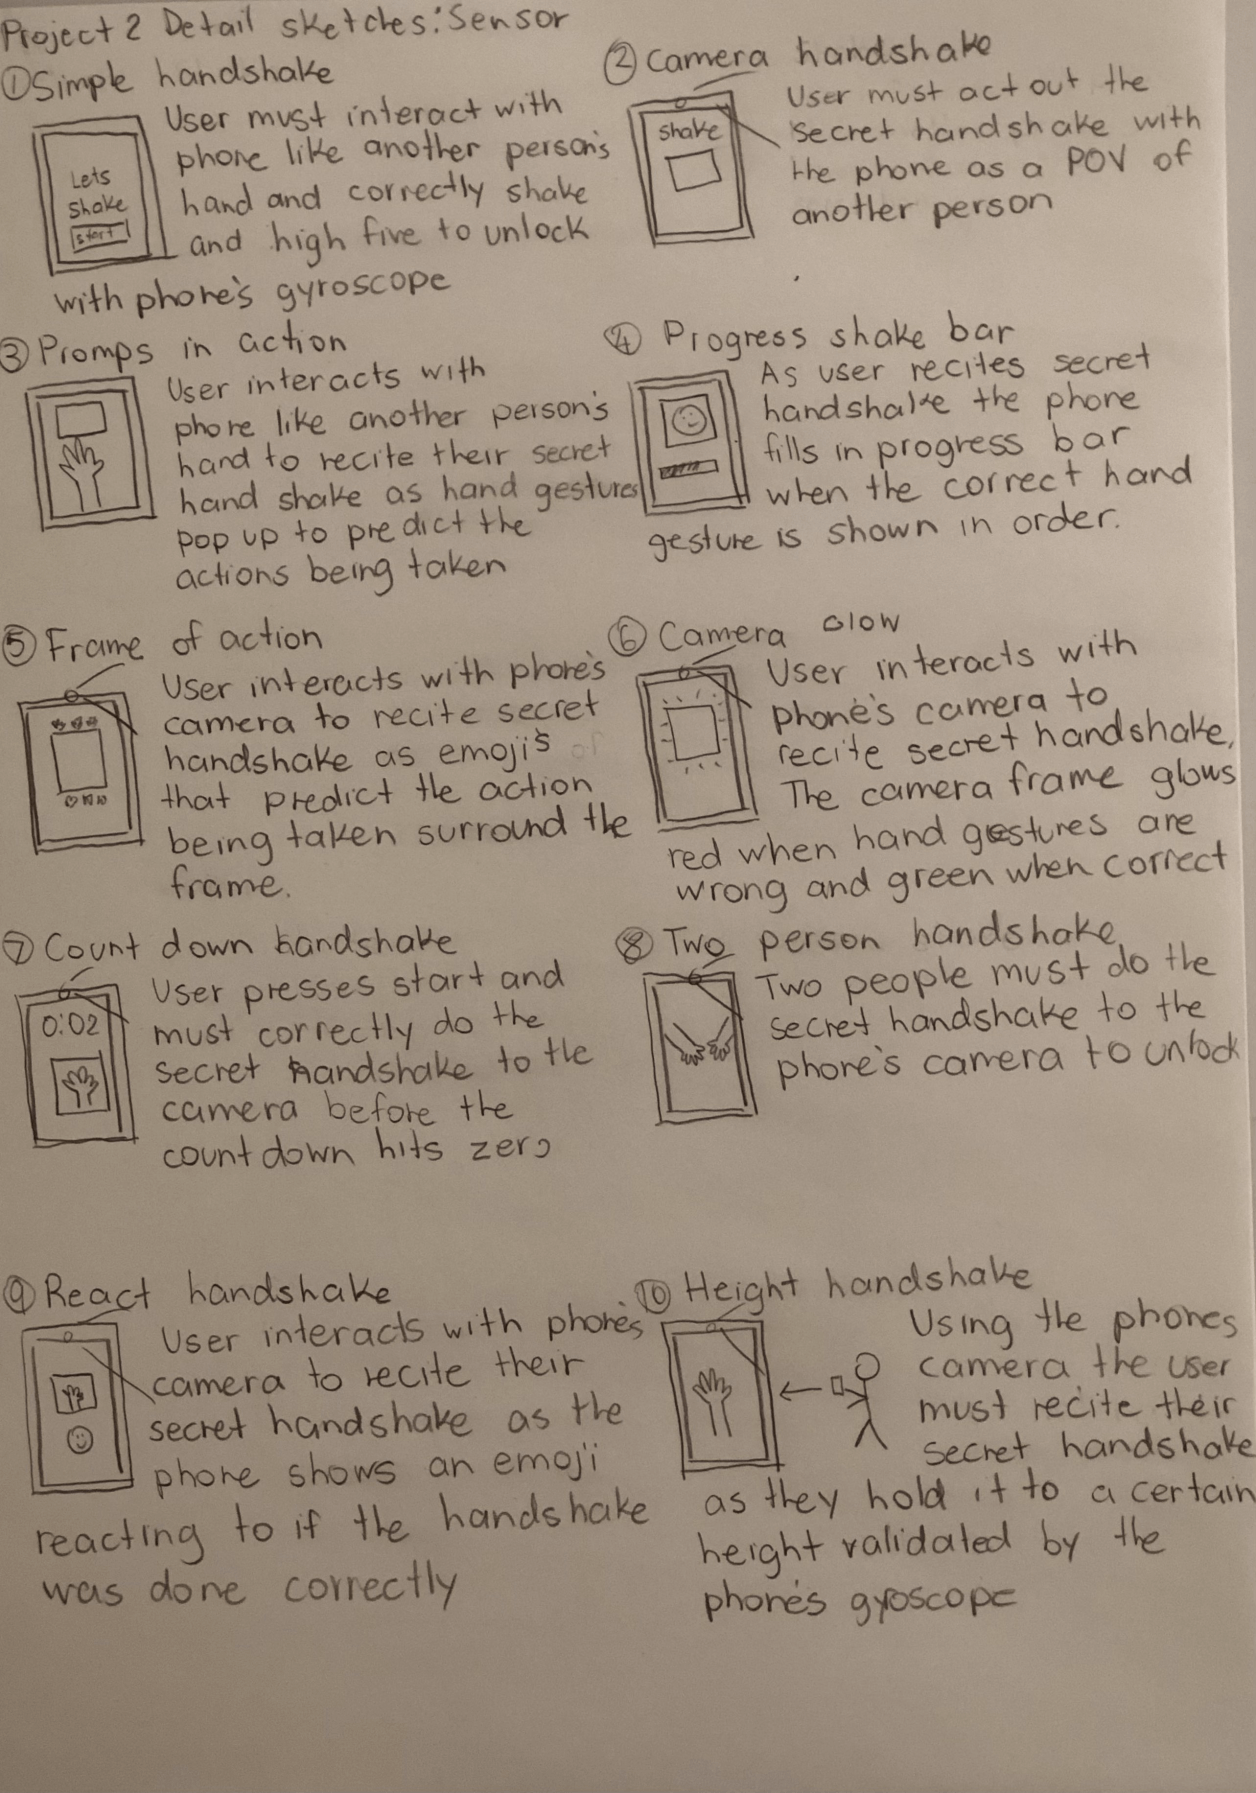 Project 2 Detail sketches: Sensor
① Simple handshake
Lets
shake
start
User must interact with
phone like another person's
hand and correctly shake
and high five to unlock
with phone's gyroscope
② Camera handshake
shake
User must act out the
secret handshake with
the phone as a POV of
another person
③ Promps in action
User interacts with
phone like another person's
hand to recite their secret
hand shake as hand gestures
pop up to predict the
actions being taken
④ Progress shake bar
As user recites secret
handshake the phone
fills in progress bar
when the correct hand
gesture is shown in order.
⑤ Frame of action
User interacts with phone's
camera to recite secret
handshake as emoji's of
that predict the action
being taken surround the
frame.
⑥ Camera Glow
User interacts with
phone's camera to
recite secret handshake.
The camera frame glows
red when hand gestures are
wrong and green when correct
⑦ Count down handshake
0:02
User presses start and
must correctly do the
secret handshake to the
camera before the
countdown hits zero
⑧ Two person handshake
Two people must do the
secret handshake to the
phone's camera to unlock
⑨ React handshake
User interacts with phone's
camera to recite their
secret handshake as the
phone shows an emoji
reacting to if the handshake
was done correctly
⑩ Height handshake
Using the phones
camera the user
must recite their
secret handshake
as they hold it to a certain
height validated by the
phone's gyroscope